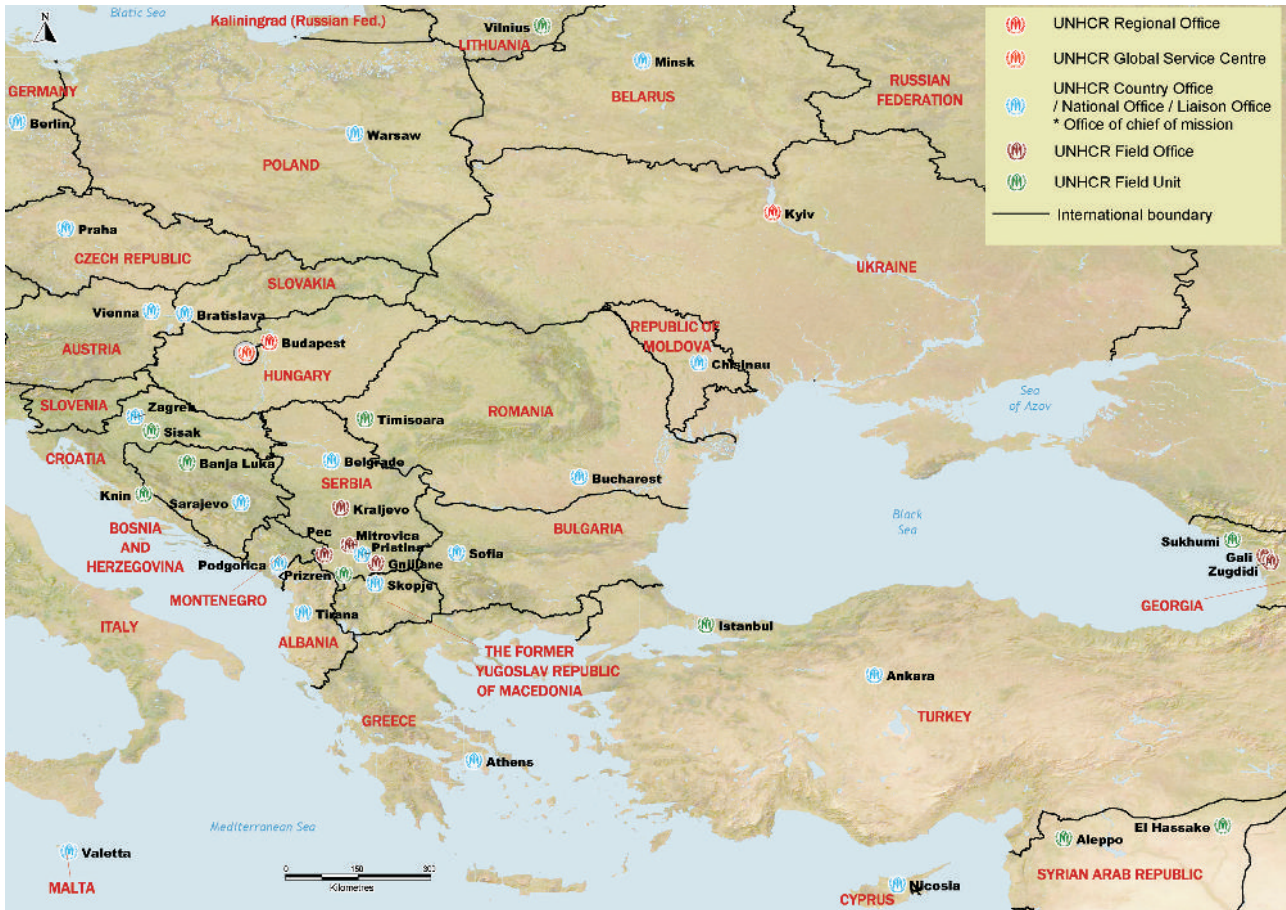 Blatic Sea
N
Kaliningrad (Russian Fed.)
Vilnius
LITHUANIA
Minsk
BELARUS
RUSSIAN
FEDERATION
GERMANY
Berlin
Warsaw
POLAND
Praha
CZECH REPUBLIC
Kyiv
UKRAINE
SLOVAKIA
Vienna
Bratislava
AUSTRIA
Budapest
HUNGARY
REPUBLIC OF
MOLDOVA
Chisinau
SLOVENIA
Zagreb
Sisak
Timisoara
ROMANIA
Sea
of Azov
CROATIA
Banja Luka
Belgrade
SERBIA
Bucharest
Knin
Sarajevo
Kraljevo
BOSNIA
AND
HERZEGOVINA
BULGARIA
Black
Sea
Pec
Mitrovica
Pristina
Gnjilane
Sofia
Podgorica
Prizren
Skopje
Sukhumi
Gali
Zugdidi
GEORGIA
MONTENEGRO
ITALY
Tirana
ALBANIA
Istanbul
THE FORMER
YUGOSLAV REPUBLIC
OF MACEDONIA
Ankara
TURKEY
GREECE
Athens
Mediterranean Sea
Valetta
MALTA
0 150 300
Kilometres
El Hassake
Aleppo
SYRIAN ARAB REPUBLIC
Nicosia
CYPRUS
UNHCR Regional Office
UNHCR Global Service Centre
UNHCR Country Office
/ National Office / Liaison Office
* Office of chief of mission
UNHCR Field Office
UNHCR Field Unit
International boundary